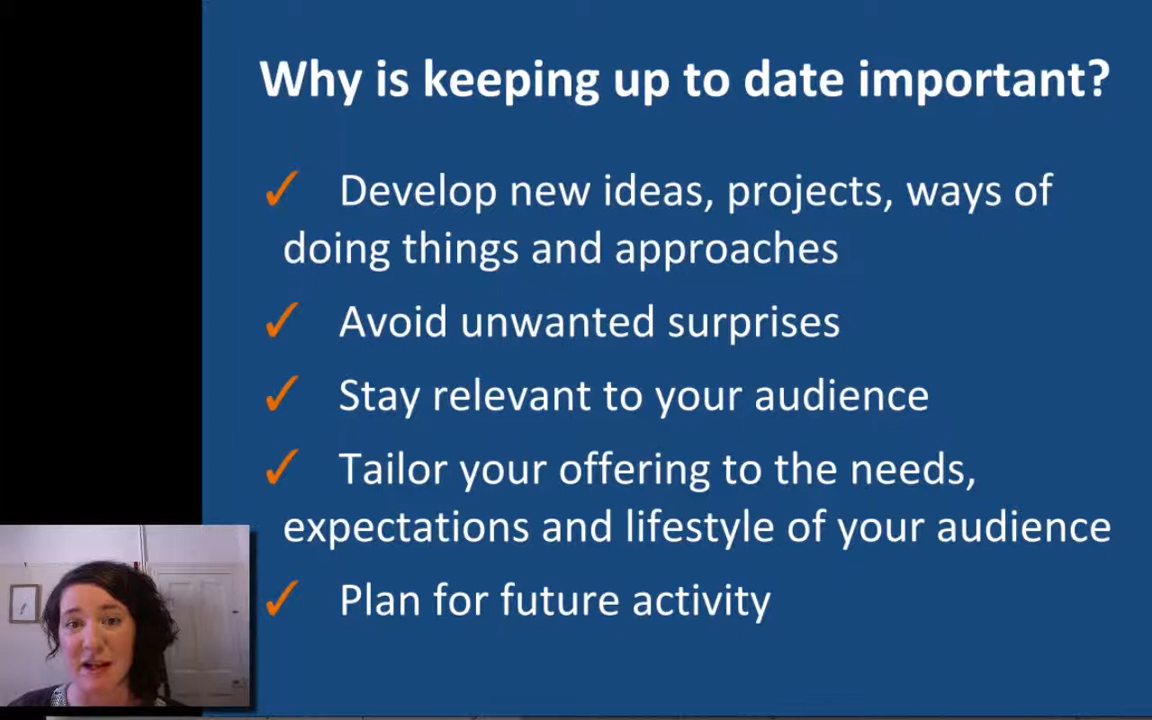 Why is keeping up to date important?
✓ Develop new ideas, projects, ways of
doing things and approaches
✓ Avoid unwanted surprises
✓ Stay relevant to your audience
✓ Tailor your offering to the needs,
expectations and lifestyle of your audience
✓ Plan for future activity